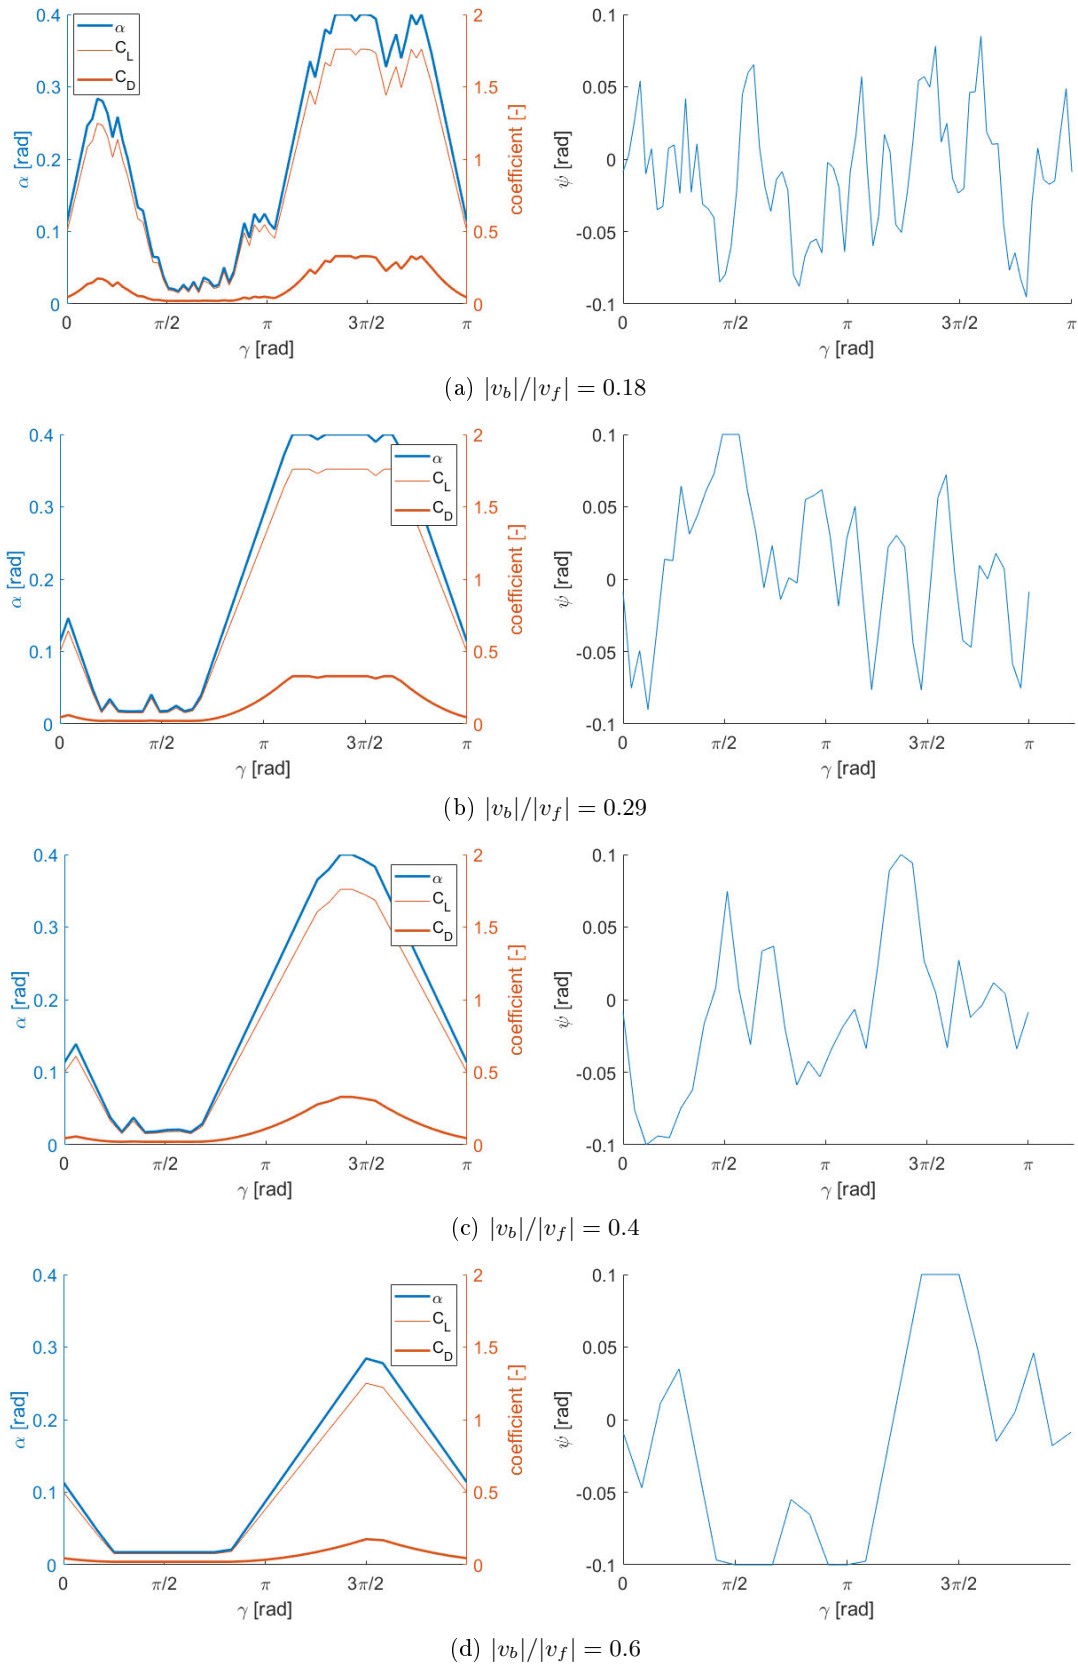 0.4
0.3
0.2
0.1
0
α [rad]
α
C_L
C_D
2
1.5
1
0.5
0
coefficient [-]
0 π/2 π 3π/2 π
γ [rad]
0.1
0.05
0
-0.05
-0.1
ψ [rad]
0 π/2 π 3π/2 π
γ [rad]
(a) |v_b|/|v_f| = 0.18
0.4
0.3
0.2
0.1
0
α [rad]
α
C_L
C_D
2
1.5
1
0.5
0
coefficient [-]
0 π/2 π 3π/2 π
γ [rad]
0.1
0.05
0
-0.05
-0.1
ψ [rad]
0 π/2 π 3π/2 π
γ [rad]
(b) |v_b|/|v_f| = 0.29
0.4
0.3
0.2
0.1
0
α [rad]
α
C_L
C_D
2
1.5
1
0.5
0
coefficient [-]
0 π/2 π 3π/2 π
γ [rad]
0.1
0.05
0
-0.05
-0.1
ψ [rad]
0 π/2 π 3π/2 π
γ [rad]
(c) |v_b|/|v_f| = 0.4
0.4
0.3
0.2
0.1
0
α [rad]
α
C_L
C_D
2
1.5
1
0.5
0
coefficient [-]
0 π/2 π 3π/2
γ [rad]
0.1
0.05
0
-0.05
-0.1
ψ [rad]
0 π/2 π 3π/2
γ [rad]
(d) |v_b|/|v_f| = 0.6